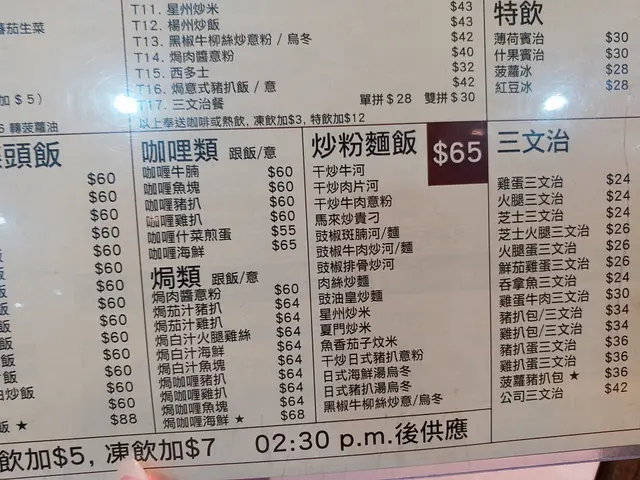 蕃茄生菜
加 $ 5 )
轉菠蘿油
T11. 星州炒米 $43
T12. 楊州炒飯 $43
T13. 黑椒牛柳絲炒意粉 / 烏冬 $42
T14. 焗肉醬意粉 $40
T15. 西多士 $32
T16. 焗意式豬扒飯 / 意 $42
T17. 三文治餐 單拼 $28 雙拼 $30
以上奉送咖啡或熱飲, 凍飲加$3, 特飲加$12
特飲
薄荷賓治 $30
什果賓治 $30
菠蘿冰 $28
紅豆冰 $28
頭飯
$60
$60
$60
$60
$60
$60
$60
$60
飯 $60
飯 $60
飯 $60
飯 $60
飯 $60
炒飯 $60
飯 ★ $88
咖喱類 跟飯/意
咖喱牛腩 $60
咖喱魚塊 $60
咖喱豬扒 $60
咖喱雞扒 $60
咖喱什菜煎蛋 $55
咖喱海鮮 $65
焗類 跟飯/意
焗肉醬意粉 $60
焗茄汁豬扒 $64
焗茄汁雞扒 $64
焗白汁火腿雞絲 $64
焗白汁海鮮 $64
焗白汁魚塊 $64
焗咖喱豬扒 $64
焗咖喱雞扒 $64
焗咖喱魚塊 $64
焗咖喱海鮮 ★ $68
炒粉麵飯 $65
干炒牛河
干炒肉片河
干炒牛肉意粉
馬來炒貴刁
豉椒斑腩河/麵
豉椒牛肉炒河/麵
豉椒排骨炒河
肉絲炒麵
豉油皇炒麵
星州炒米
夏門炒米
魚香茄子炆米
干炒日式豬扒意粉
日式海鮮湯烏冬
日式豬扒湯烏冬
黑椒牛柳絲炒意/烏冬
三文治
雞蛋三文治 $24
火腿三文治 $24
芝士三文治 $24
芝士火腿三文治 $26
火腿蛋三文治 $26
鮮茄雞蛋三文治 $26
吞拿魚三文治 $24
雞蛋牛肉三文治 $30
豬扒包/三文治 $34
雞扒包/三文治 $34
豬扒蛋三文治 $36
雞扒蛋三文治 $36
菠蘿豬扒包 ★ $36
公司三文治 $42
飲加$5, 凍飲加$7 02:30 p.m.後供應